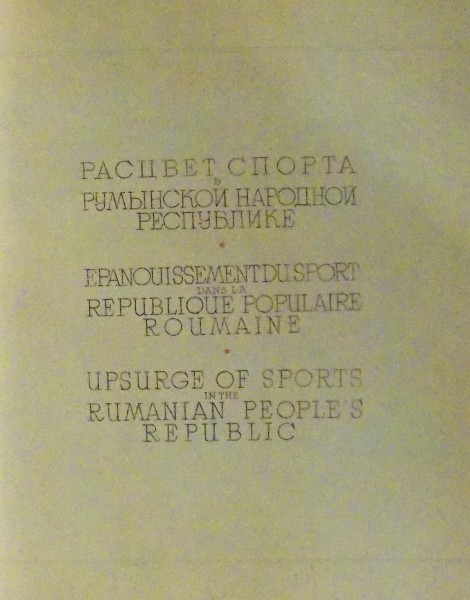 РАСЦВЕТ СПОРТА
В
РУМЫНСКОЙ НАРОДНОЙ
РЕСПУБЛИКЕ
EPANOUISSEMENT DU SPORT
DANS LA
REPUBLIQUE POPULAIRE
ROUMAINE
UPSURGE OF SPORTS
IN THE
RUMANIAN PEOPLE'S
REPUBLIC